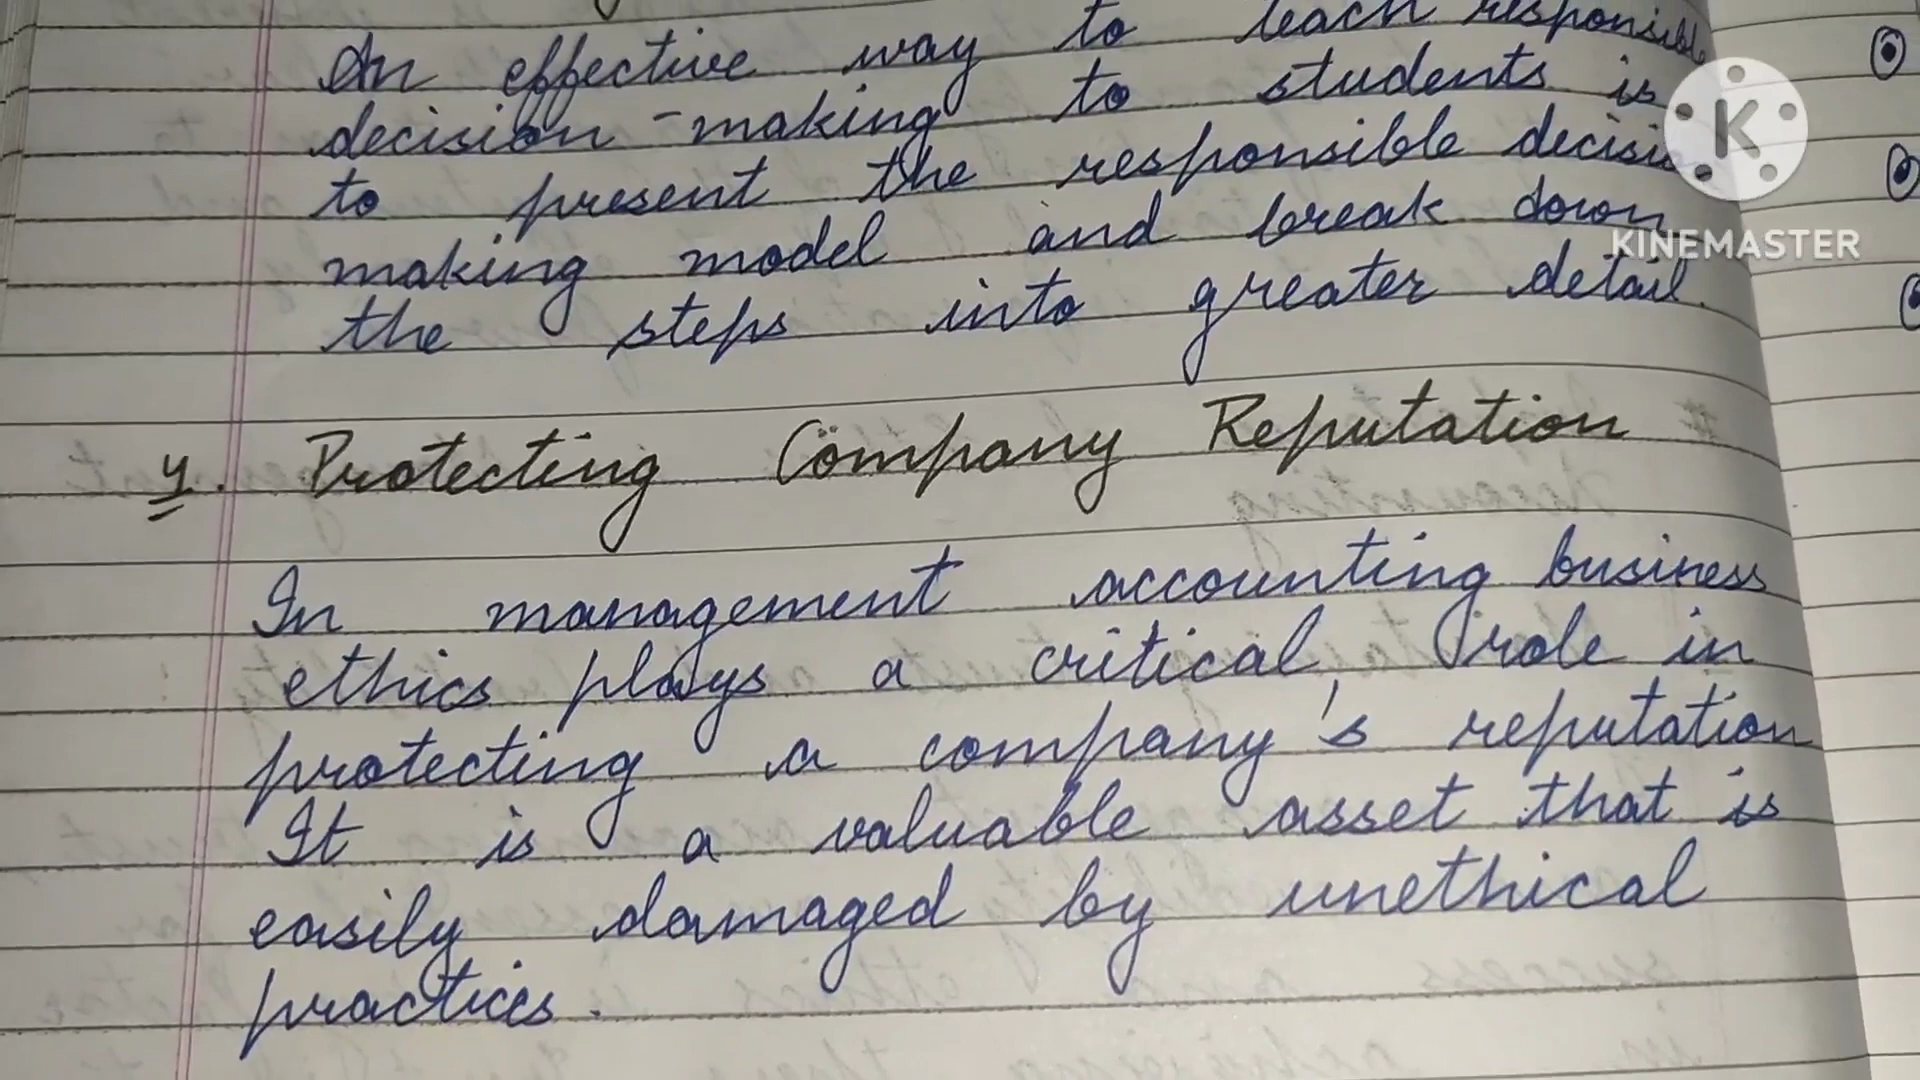 An effective way to teach responsible
decision-making to students is
to present the responsible decision
making model and break down
the steps into greater detail.
4. Protecting Company Reputation
In management accounting business
ethics plays a critical role in
protecting a company's reputation
It is a valuable asset that is
easily damaged by unethical
practices.
K
KINEMASTER